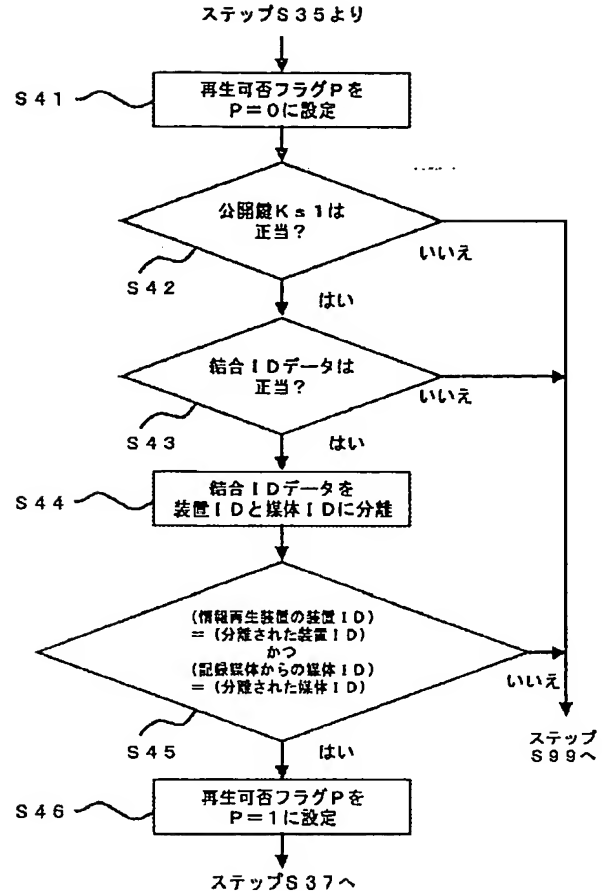 ステップS35より
S41
再生可否フラグPを
P=0に設定
公開鍵Ks1は
正当?
いいえ
S42
はい
結合IDデータは
正当?
いいえ
S43
はい
S44
結合IDデータを
装置IDと媒体IDに分離
(情報再生装置の装置ID)
=(分離された装置ID)
かつ
(記録媒体からの媒体ID)
=(分離された媒体ID)
いいえ
S45
はい
ステップ
S99へ
S46
再生可否フラグPを
P=1に設定
ステップS37へ